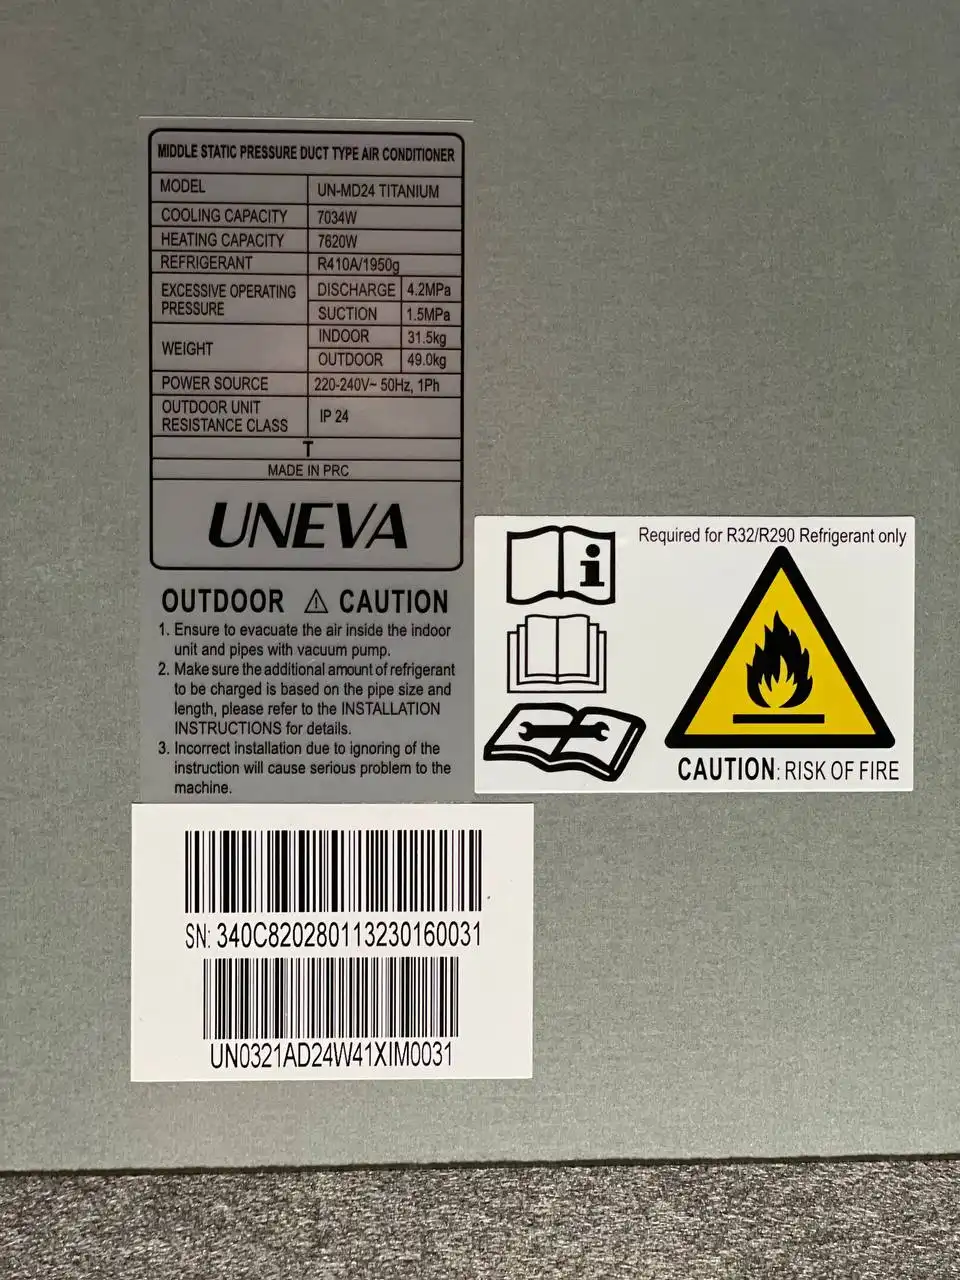 MIDDLE STATIC PRESSURE DUCT TYPE AIR CONDITIONER
MODEL UN-MD24 TITANIUM
COOLING CAPACITY 7034W
HEATING CAPACITY 7620W
REFRIGERANT R410A/1950g
EXCESSIVE OPERATING PRESSURE DISCHARGE 4.2MPa
SUCTION 1.5MPa
WEIGHT INDOOR 31.5kg
OUTDOOR 49.0kg
POWER SOURCE 220-240V~ 50Hz, 1Ph
OUTDOOR UNIT RESISTANCE CLASS IP 24
T
MADE IN PRC
UNEVA
OUTDOOR ⚠ CAUTION
1. Ensure to evacuate the air inside the indoor
unit and pipes with vacuum pump.
2. Make sure the additional amount of refrigerant
to be charged is based on the pipe size and
length, please refer to the INSTALLATION
INSTRUCTIONS for details.
3. Incorrect installation due to ignoring of the
instruction will cause serious problem to the
machine.
Required for R32/R290 Refrigerant only
CAUTION: RISK OF FIRE
SN: 340C820280113230160031
UN0321AD24W41XIM0031